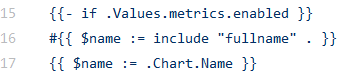 15 {{- if .Values.metrics.enabled }}
16 #{{ $name := include "fullname" . }}
17 {{ $name := .Chart.Name }}